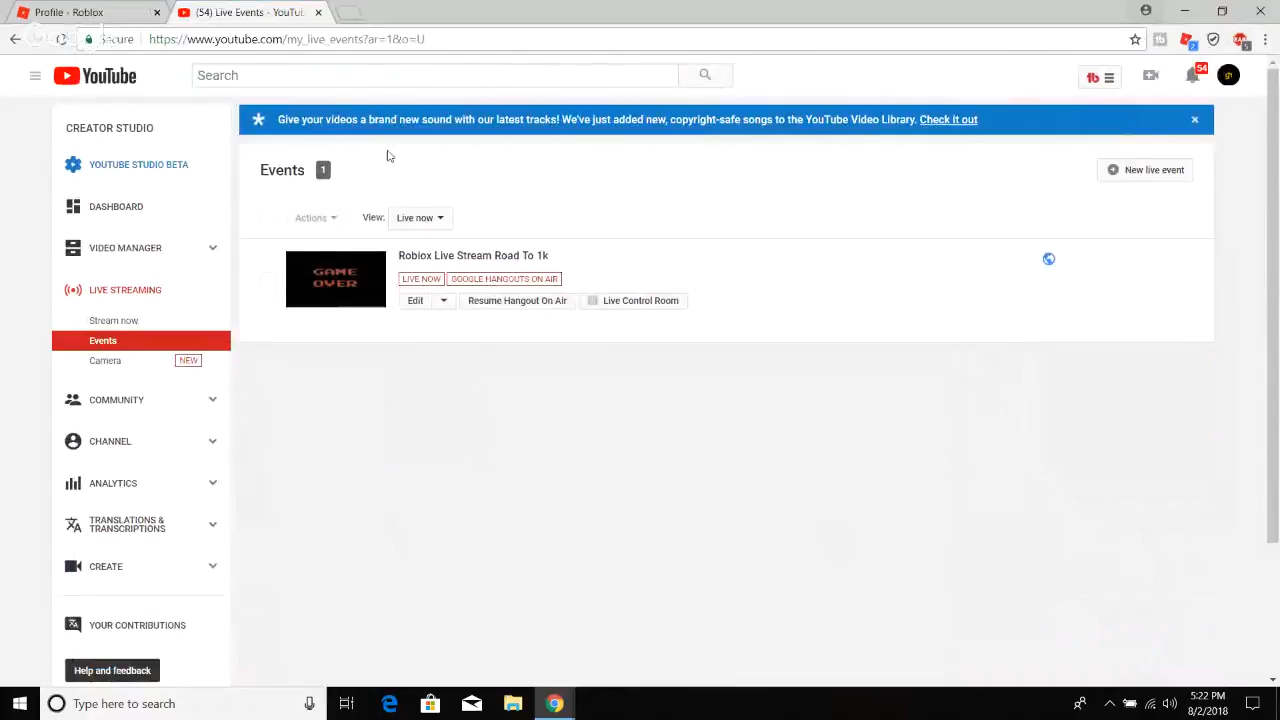 Profile - Roblox
(54) Live Events - YouTu
Secure
https://www.youtube.com/my_live_events?ar=1&o=U
2
5
YouTube
Search
54
CREATOR STUDIO
Give your videos a brand new sound with our latest tracks! We've just added new, copyright-safe songs to the YouTube Video Library. Check it out
YOUTUBE STUDIO BETA
DASHBOARD
VIDEO MANAGER
LIVE STREAMING
Stream now
Events
Camera NEW
COMMUNITY
CHANNEL
ANALYTICS
TRANSLATIONS &
TRANSCRIPTIONS
CREATE
YOUR CONTRIBUTIONS
Help and feedback
Events 1
New live event
Actions View: Live now
GAME
OVER
Roblox Live Stream Road To 1k
LIVE NOW GOOGLE HANGOUTS ON AIR
Edit Resume Hangout On Air Live Control Room
Type here to search
5:22 PM
8/2/2018